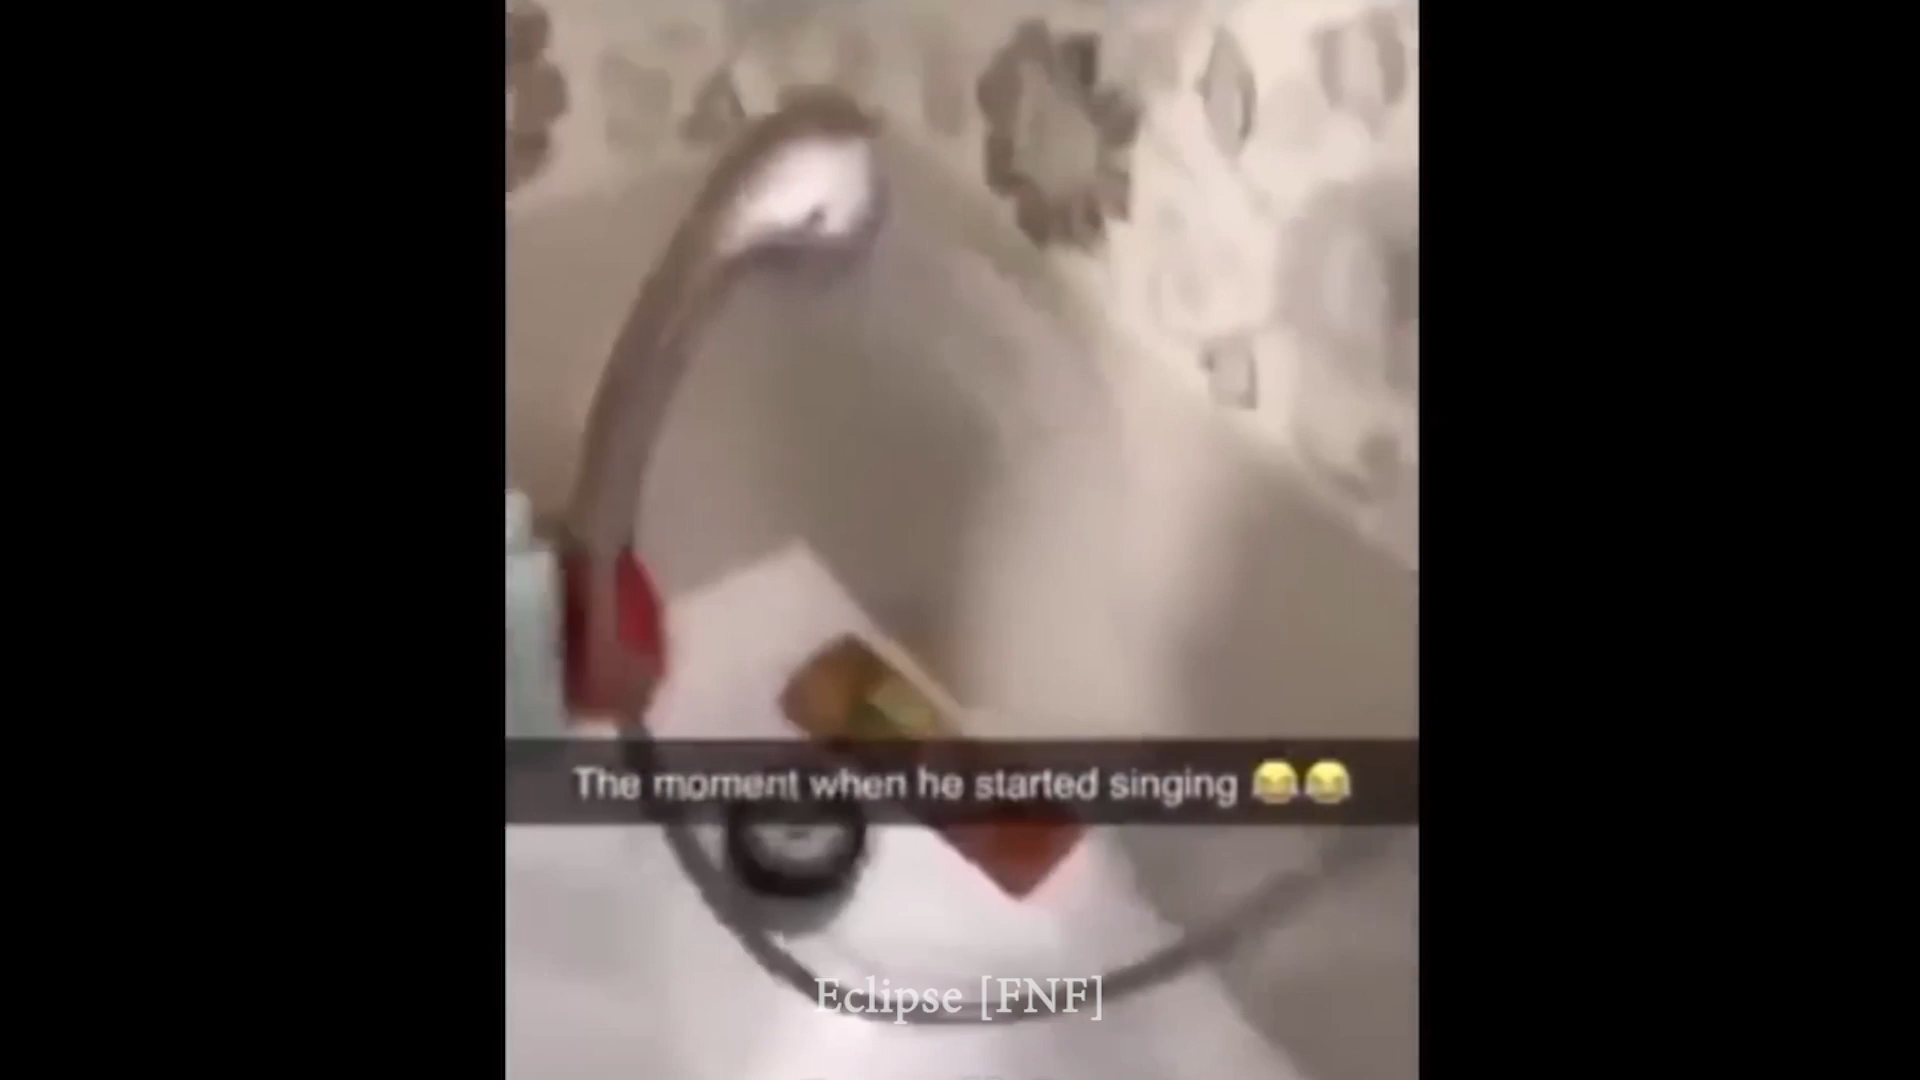 The moment when he started singing 😂😂
Eclipse [FNF]